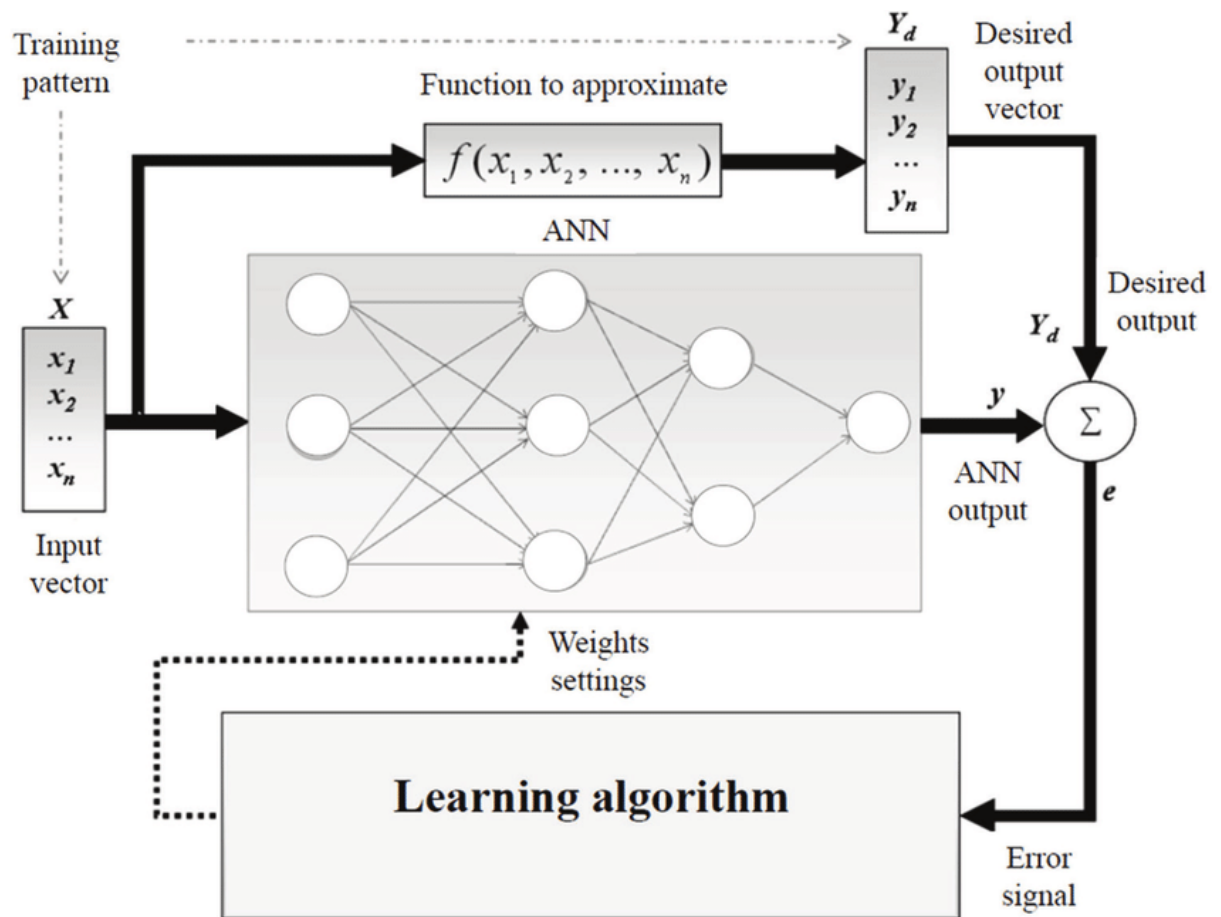 Training
pattern
Y_d
Desired
output
vector
Function to approximate
y_1
y_2
...
y_n
f(x_1, x_2, ..., x_n)
ANN
X
x_1
x_2
...
x_n
Input
vector
Desired
output
Y_d
y
Σ
ANN
output
e
Weights
settings
Learning algorithm
Error
signal